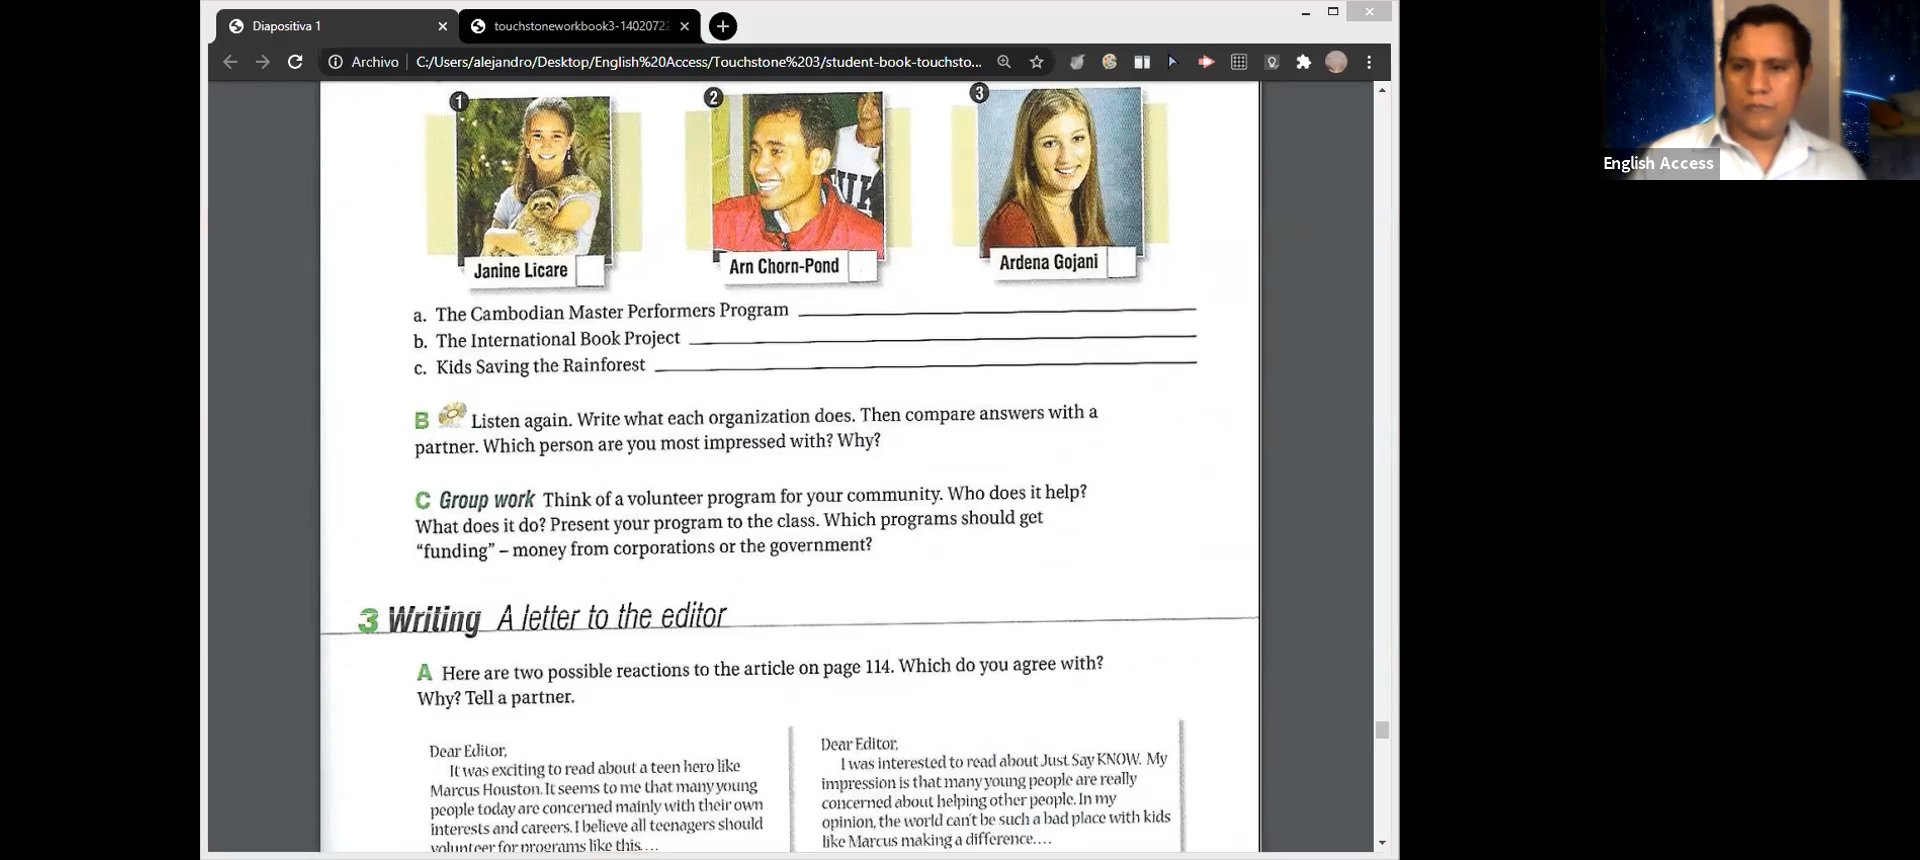 Diapositiva 1
touchstoneworkbook3-1402072
Archivo
C:/Users/alejandro/Desktop/English%20Access/Touchstone%203/student-book-touchsto...
English Access
1
2
3
Janine Licare
Arn Chorn-Pond
Ardena Gojani
a. The Cambodian Master Performers Program
b. The International Book Project
c. Kids Saving the Rainforest
B Listen again. Write what each organization does. Then compare answers with a
partner. Which person are you most impressed with? Why?
C Group work Think of a volunteer program for your community. Who does it help?
What does it do? Present your program to the class. Which programs should get
“funding” – money from corporations or the government?
3 Writing A letter to the editor
A Here are two possible reactions to the article on page 114. Which do you agree with?
Why? Tell a partner.
Dear Editor,
It was exciting to read about a teen hero like
Marcus Houston. It seems to me that many young
people today are concerned mainly with their own
interests and careers. I believe all teenagers should
volunteer for programs like this....
Dear Editor,
I was interested to read about Just Say KNOW. My
impression is that many young people are really
concerned about helping other people. In my
opinion, the world can't be such a bad place with kids
like Marcus making a difference....